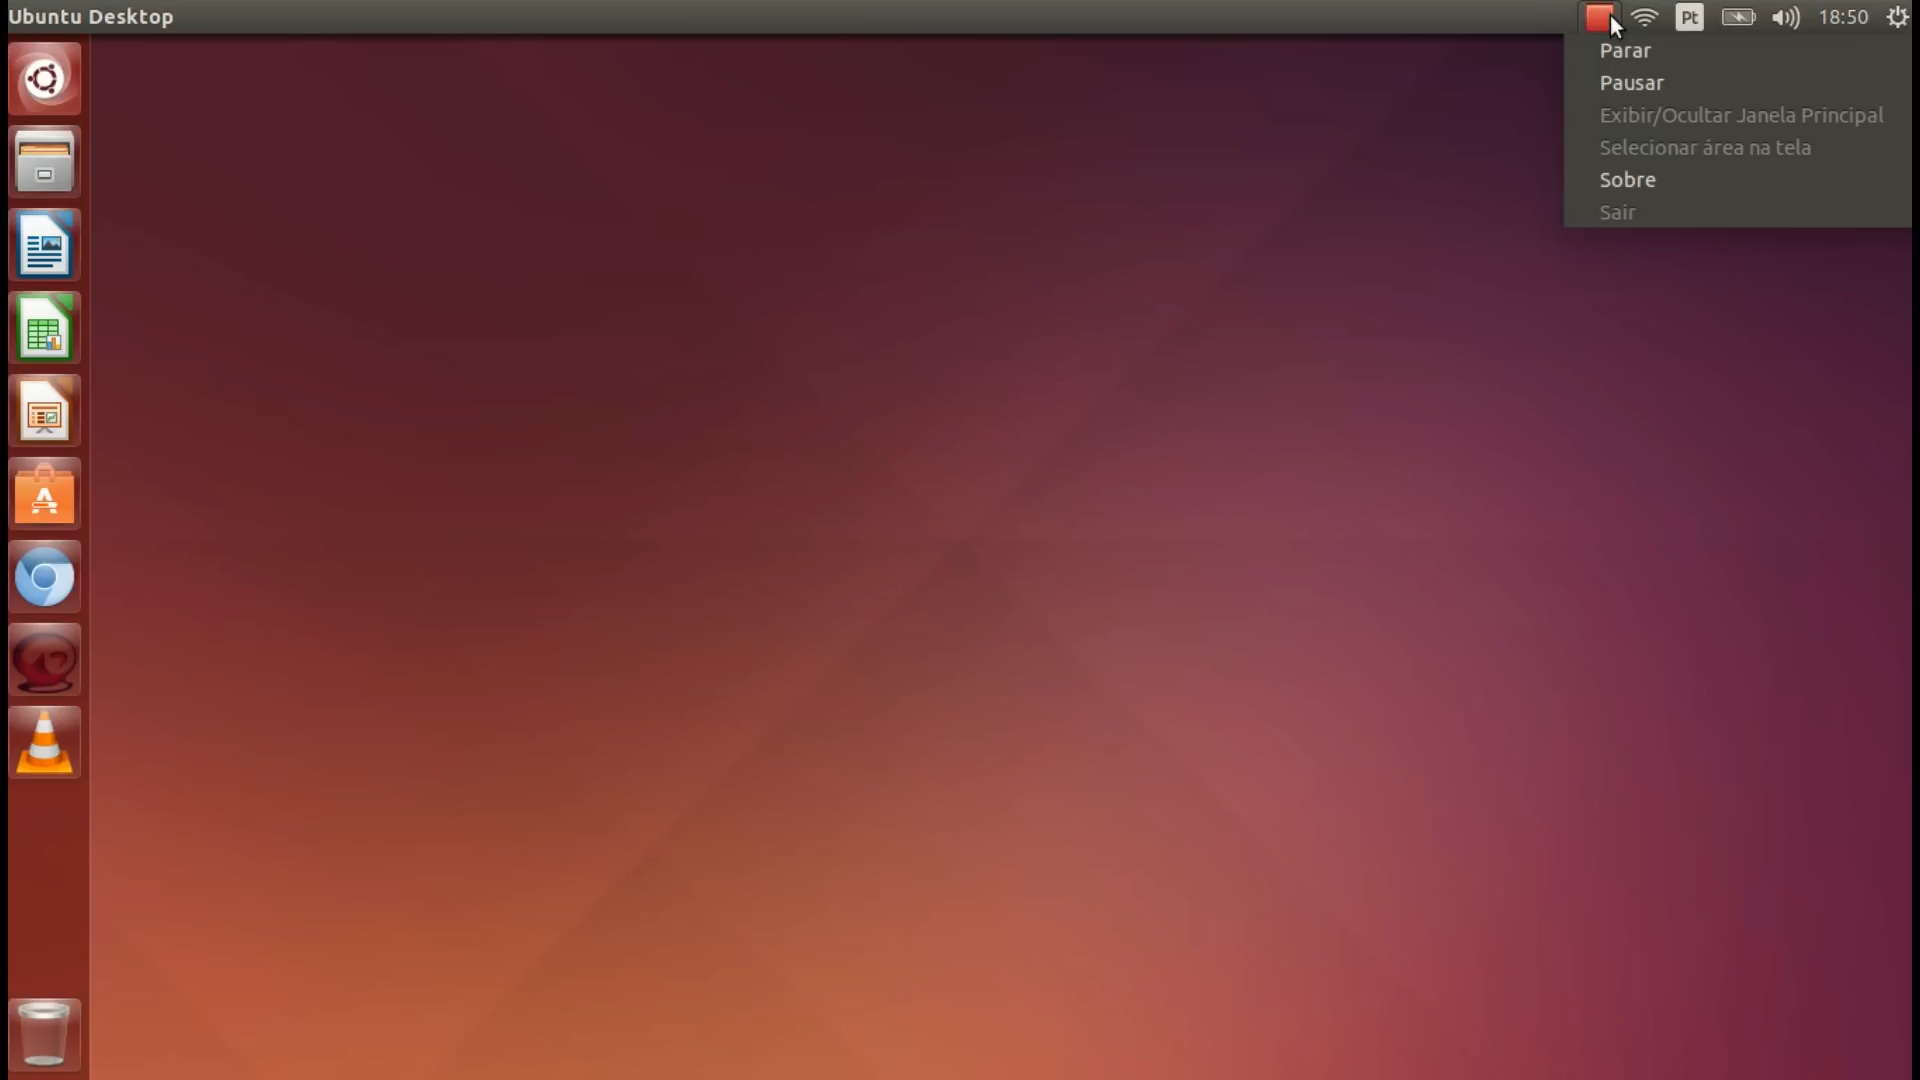 Ubuntu Desktop
Pt
18:50
Parar
Pausar
Exibir/Ocultar Janela Principal
Selecionar área na tela
Sobre
Sair